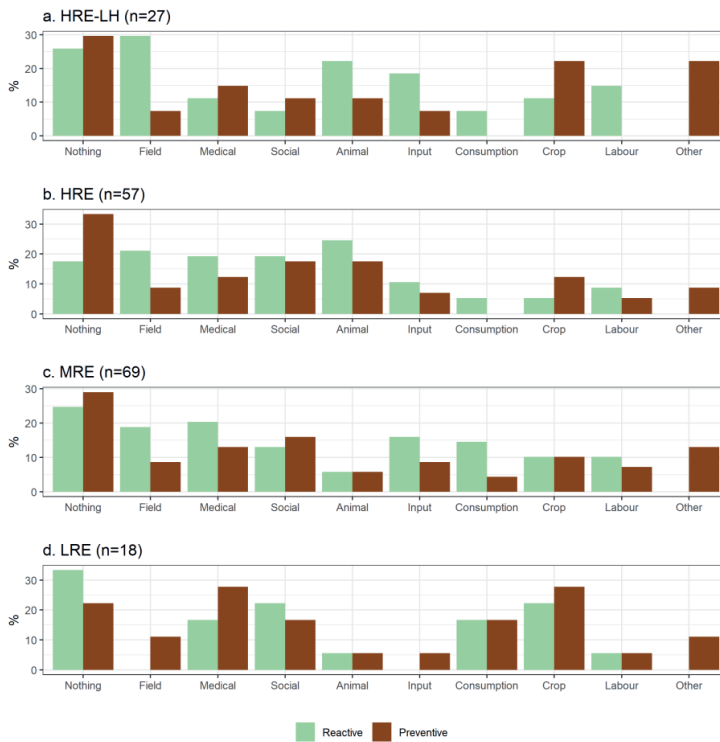 a. HRE-LH (n=27)
30
20
10
0
%
Nothing Field Medical Social Animal Input Consumption Crop Labour Other
b. HRE (n=57)
30
20
10
0
%
Nothing Field Medical Social Animal Input Consumption Crop Labour Other
c. MRE (n=69)
30
20
10
0
%
Nothing Field Medical Social Animal Input Consumption Crop Labour Other
d. LRE (n=18)
30
20
10
0
%
Nothing Field Medical Social Animal Input Consumption Crop Labour Other
Reactive Preventive